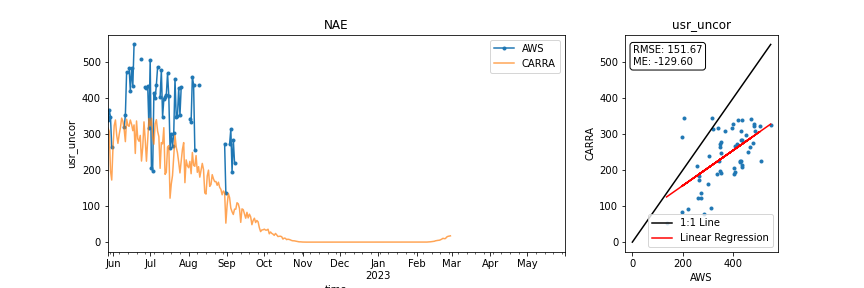 NAE
usr_uncor
500
400
300
200
100
0
usr_uncor
AWS
CARRA
Jun Jul Aug Sep Oct Nov Dec Jan Feb Mar Apr May
2023
time
RMSE: 151.67
ME: -129.60
500
400
300
200
100
0
CARRA
1:1 Line
Linear Regression
0 200 400
AWS